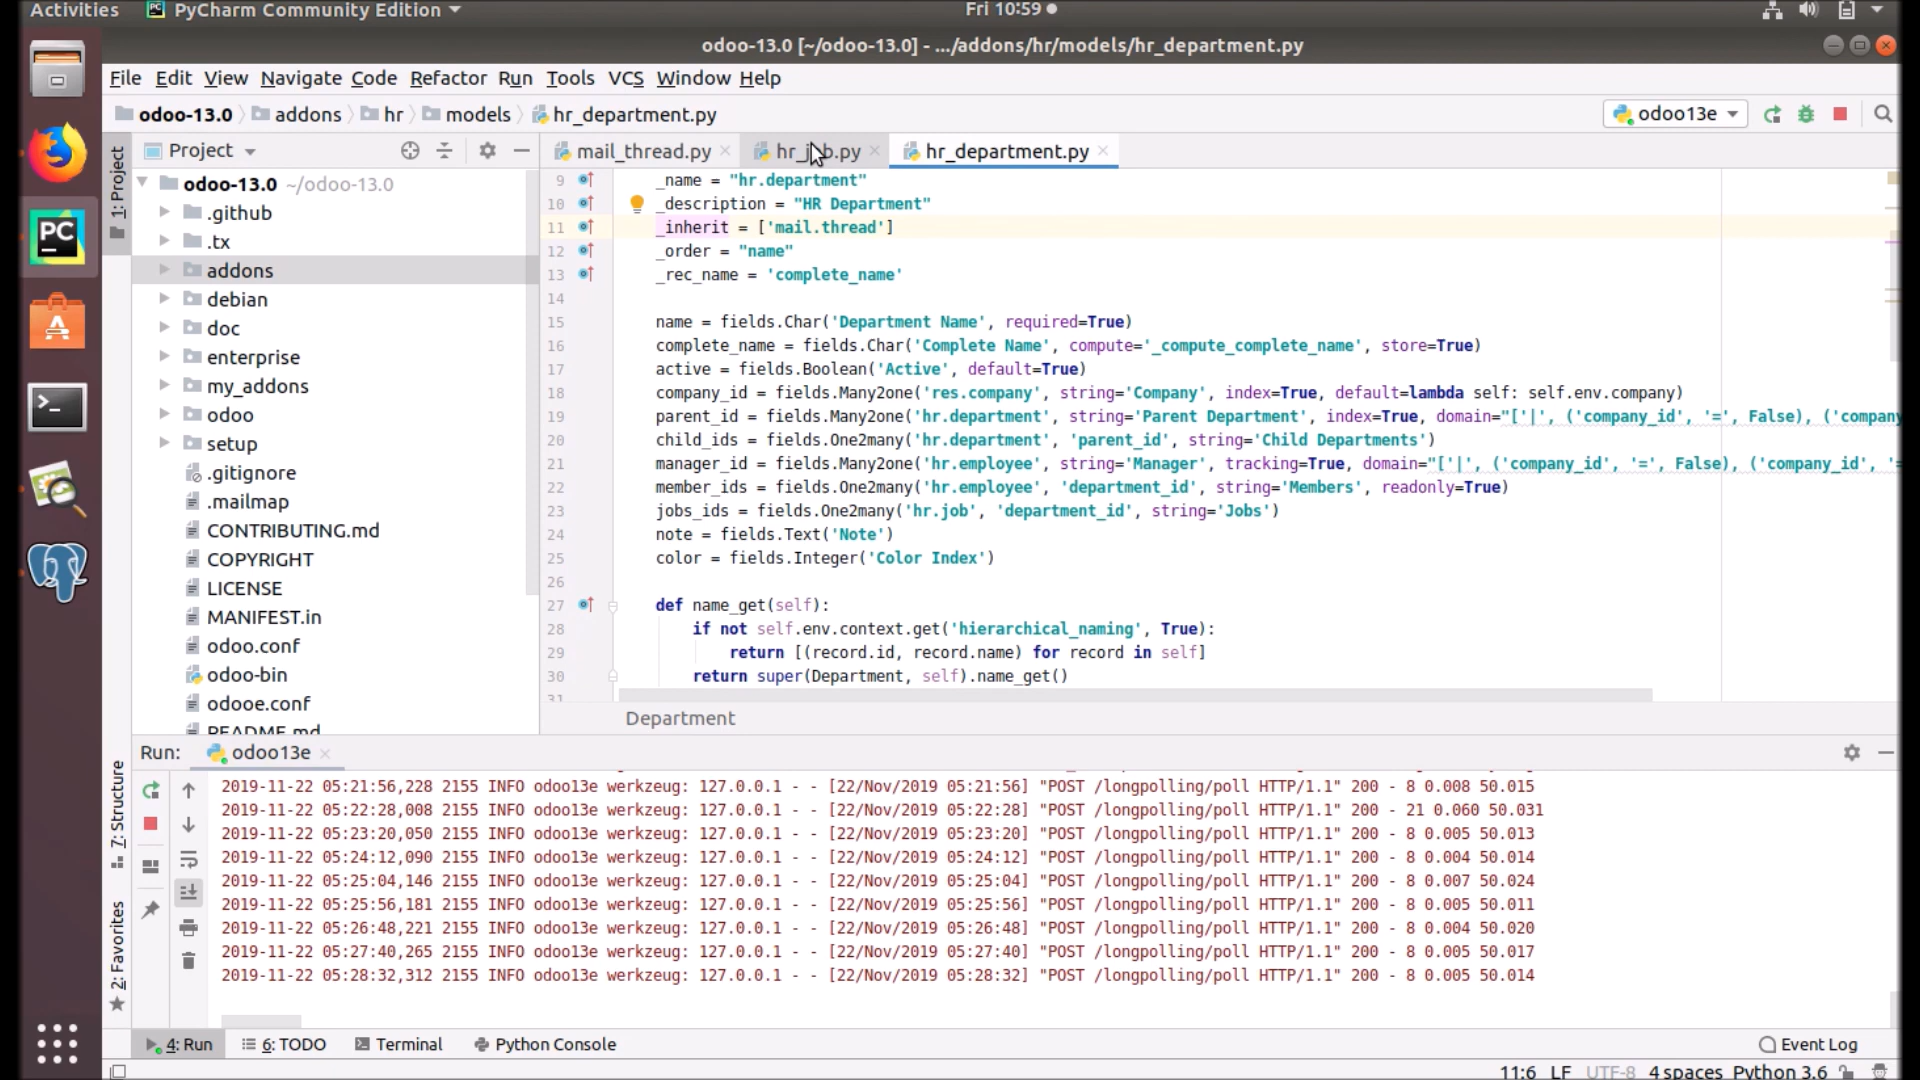 Activities PyCharm Community Edition Fri 10:59
odoo-13.0 [~/odoo-13.0] - .../addons/hr/models/hr_department.py
File Edit View Navigate Code Refactor Run Tools VCS Window Help
odoo-13.0 addons hr models hr_department.py odoo13e
1: Project
Project
mail_thread.py hr_job.py hr_department.py
odoo-13.0 ~/odoo-13.0
.github
.tx
addons
debian
doc
enterprise
my_addons
odoo
setup
.gitignore
.mailmap
CONTRIBUTING.md
COPYRIGHT
LICENSE
MANIFEST.in
odoo.conf
odoo-bin
odooe.conf
README.md
9 _name = "hr.department"
10 _description = "HR Department"
11 _inherit = ['mail.thread']
12 _order = "name"
13 _rec_name = 'complete_name'
14
15 name = fields.Char('Department Name', required=True)
16 complete_name = fields.Char('Complete Name', compute='_compute_complete_name', store=True)
17 active = fields.Boolean('Active', default=True)
18 company_id = fields.Many2one('res.company', string='Company', index=True, default=lambda self: self.env.company)
19 parent_id = fields.Many2one('hr.department', string='Parent Department', index=True, domain="['|', ('company_id', '=', False), ('company
20 child_ids = fields.One2many('hr.department', 'parent_id', string='Child Departments')
21 manager_id = fields.Many2one('hr.employee', string='Manager', tracking=True, domain="['|', ('company_id', '=', False), ('company_id', '=
22 member_ids = fields.One2many('hr.employee', 'department_id', string='Members', readonly=True)
23 jobs_ids = fields.One2many('hr.job', 'department_id', string='Jobs')
24 note = fields.Text('Note')
25 color = fields.Integer('Color Index')
26
27 def name_get(self):
28 if not self.env.context.get('hierarchical_naming', True):
29 return [(record.id, record.name) for record in self]
30 return super(Department, self).name_get()
31
Department
Run: odoo13e
7: Structure
2: Favorites
2019-11-22 05:21:56,228 2155 INFO odoo13e werkzeug: 127.0.0.1 - - [22/Nov/2019 05:21:56] "POST /longpolling/poll HTTP/1.1" 200 - 8 0.008 50.015
2019-11-22 05:22:28,008 2155 INFO odoo13e werkzeug: 127.0.0.1 - - [22/Nov/2019 05:22:28] "POST /longpolling/poll HTTP/1.1" 200 - 21 0.060 50.031
2019-11-22 05:23:20,050 2155 INFO odoo13e werkzeug: 127.0.0.1 - - [22/Nov/2019 05:23:20] "POST /longpolling/poll HTTP/1.1" 200 - 8 0.005 50.013
2019-11-22 05:24:12,090 2155 INFO odoo13e werkzeug: 127.0.0.1 - - [22/Nov/2019 05:24:12] "POST /longpolling/poll HTTP/1.1" 200 - 8 0.004 50.014
2019-11-22 05:25:04,146 2155 INFO odoo13e werkzeug: 127.0.0.1 - - [22/Nov/2019 05:25:04] "POST /longpolling/poll HTTP/1.1" 200 - 8 0.007 50.024
2019-11-22 05:25:56,181 2155 INFO odoo13e werkzeug: 127.0.0.1 - - [22/Nov/2019 05:25:56] "POST /longpolling/poll HTTP/1.1" 200 - 8 0.005 50.011
2019-11-22 05:26:48,221 2155 INFO odoo13e werkzeug: 127.0.0.1 - - [22/Nov/2019 05:26:48] "POST /longpolling/poll HTTP/1.1" 200 - 8 0.004 50.020
2019-11-22 05:27:40,265 2155 INFO odoo13e werkzeug: 127.0.0.1 - - [22/Nov/2019 05:27:40] "POST /longpolling/poll HTTP/1.1" 200 - 8 0.005 50.017
2019-11-22 05:28:32,312 2155 INFO odoo13e werkzeug: 127.0.0.1 - - [22/Nov/2019 05:28:32] "POST /longpolling/poll HTTP/1.1" 200 - 8 0.005 50.014
4: Run 6: TODO Terminal Python Console Event Log
11:6 LF UTF-8 4 spaces Python 3.6